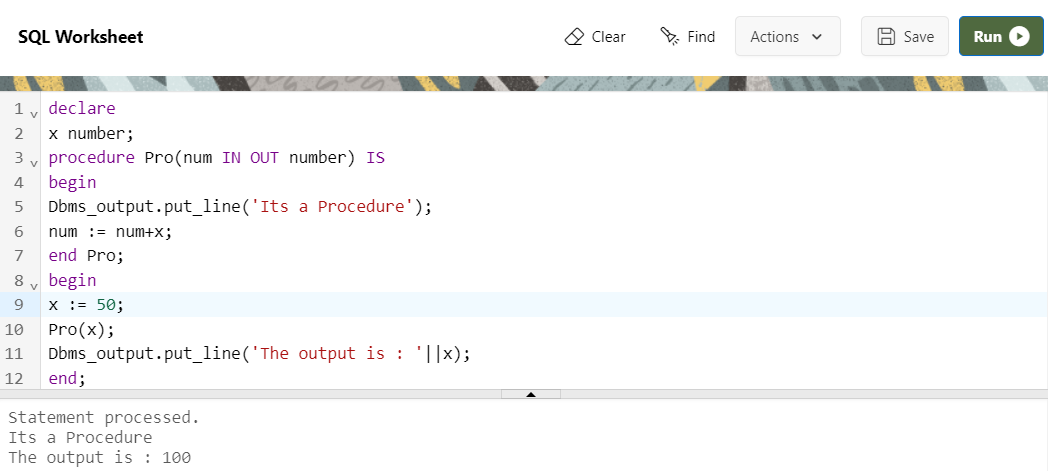 SQL Worksheet Clear Find Actions Save Run
1 declare
2 x number;
3 procedure Pro(num IN OUT number) IS
4 begin
5 Dbms_output.put_line('Its a Procedure');
6 num := num+x;
7 end Pro;
8 begin
9 x := 50;
10 Pro(x);
11 Dbms_output.put_line('The output is : '||x);
12 end;
Statement processed.
Its a Procedure
The output is : 100